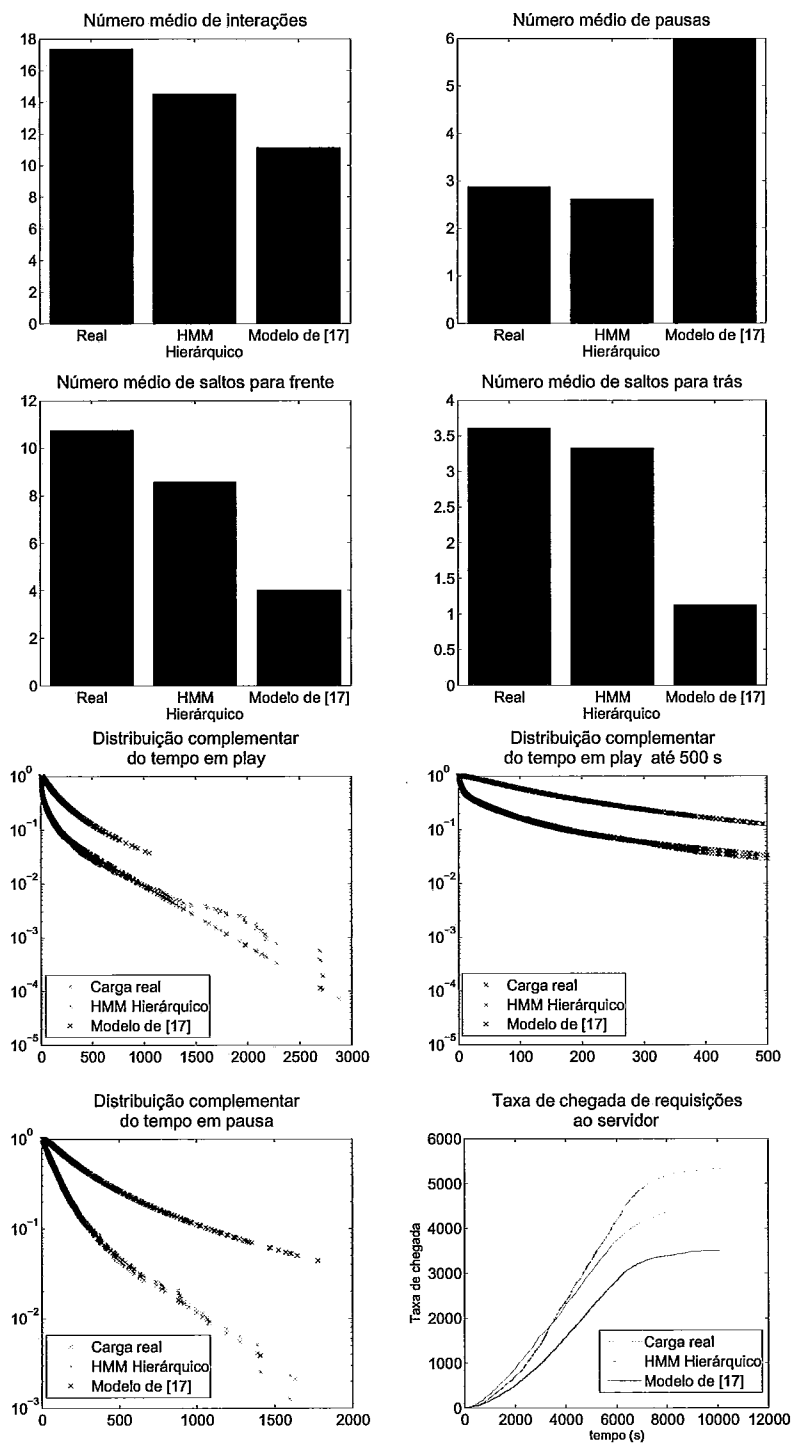 Número médio de interações
18
16
14
12
10
8
6
4
2
0
Real HMM Modelo de [17]
Hierárquico
Número médio de pausas
6
5
4
3
2
1
0
Real HMM Modelo de [17]
Hierárquico
Número médio de saltos para frente
12
10
8
6
4
2
0
Real HMM Modelo de [17]
Hierárquico
Número médio de saltos para trás
4
3.5
3
2.5
2
1.5
1
0.5
0
Real HMM Modelo de [17]
Hierárquico
Distribuição complementar
do tempo em play
10^0
10^-1
10^-2
10^-3
10^-4
10^-5
Carga real
HMM Hierárquico
Modelo de [17]
0 500 1000 1500 2000 2500 3000
Distribuição complementar
do tempo em play até 500 s
10^0
10^-1
10^-2
10^-3
10^-4
10^-5
Carga real
HMM Hierárquico
Modelo de [17]
0 100 200 300 400 500
Distribuição complementar
do tempo em pausa
10^0
10^-1
10^-2
10^-3
Carga real
HMM Hierárquico
Modelo de [17]
0 500 1000 1500 2000
Taxa de chegada de requisições
ao servidor
Taxa de chegada
6000
5000
4000
3000
2000
1000
0
Carga real
HMM Hierárquico
Modelo de [17]
0 2000 4000 6000 8000 10000 12000
tempo (s)